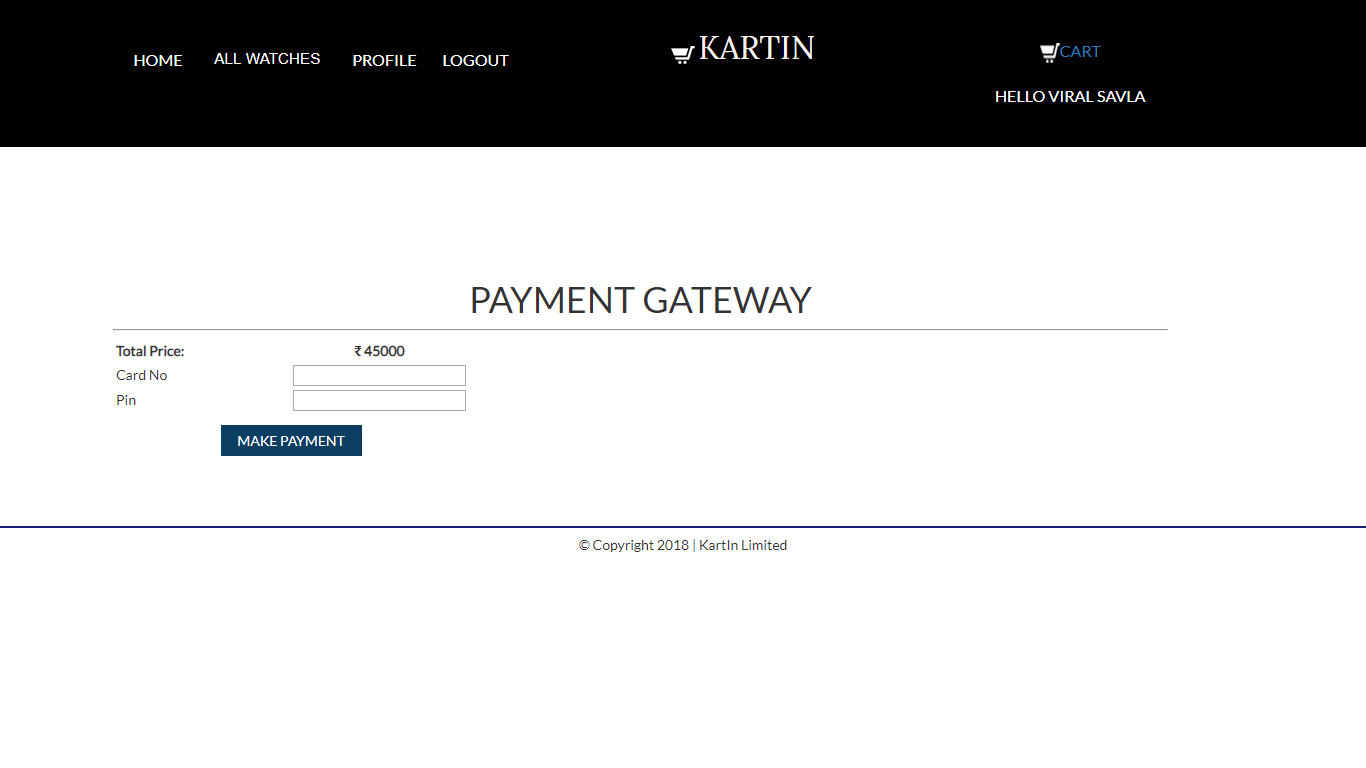 HOME ALL WATCHES PROFILE LOGOUT
KARTIN
CART
HELLO VIRAL SAVLA
PAYMENT GATEWAY
Total Price: ₹ 45000
Card No
Pin
MAKE PAYMENT
© Copyright 2018 | KartIn Limited